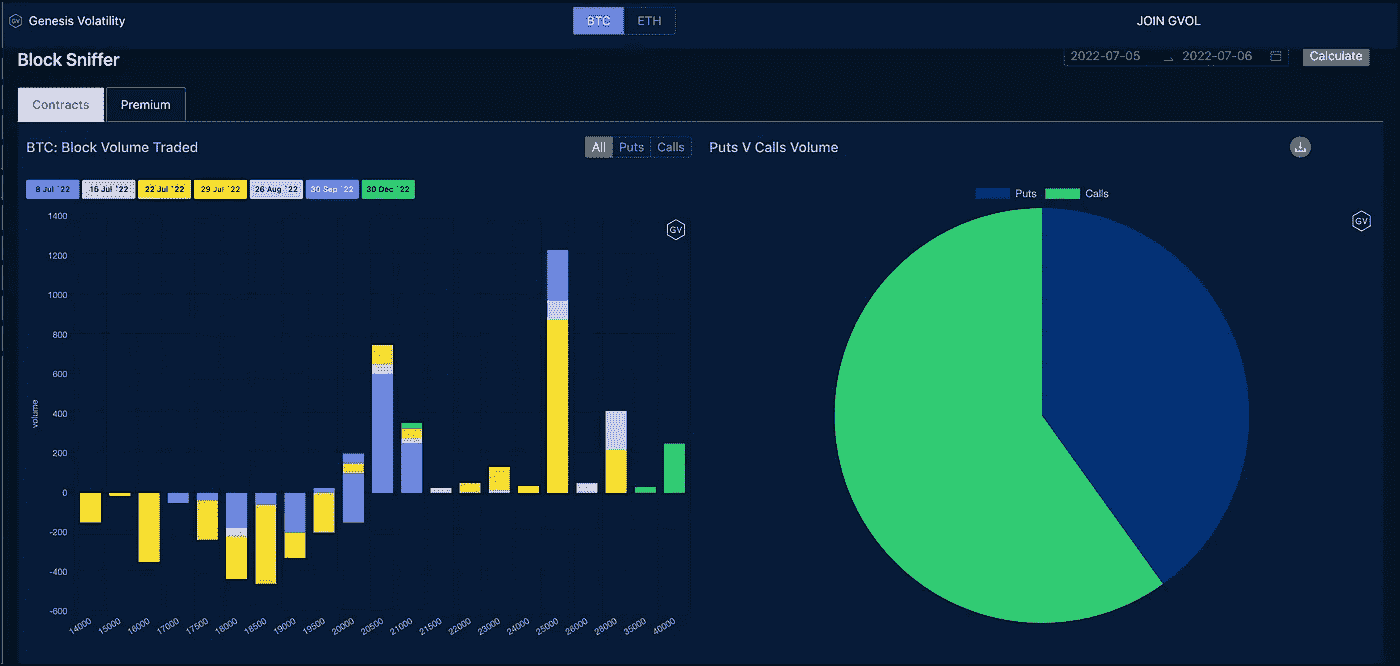 GV Genesis Volatility
BTC ETH
JOIN GVOL
Block Sniffer
2022-07-05 → 2022-07-06 Calculate
Contracts Premium
BTC: Block Volume Traded
All Puts Calls
Puts V Calls Volume
8 Jul `22 16 Jul `22 22 Jul `22 29 Jul `22 26 Aug `22 30 Sep `22 30 Dec `22
Puts Calls
GV
GV
volume
1400
1200
1000
800
600
400
200
0
-200
-400
-600
14000 15000 16000 17000 17500 18000 18500 19000 19500 20000 20500 21000 21500 22000 23000 24000 25000 26000 28000 35000 40000